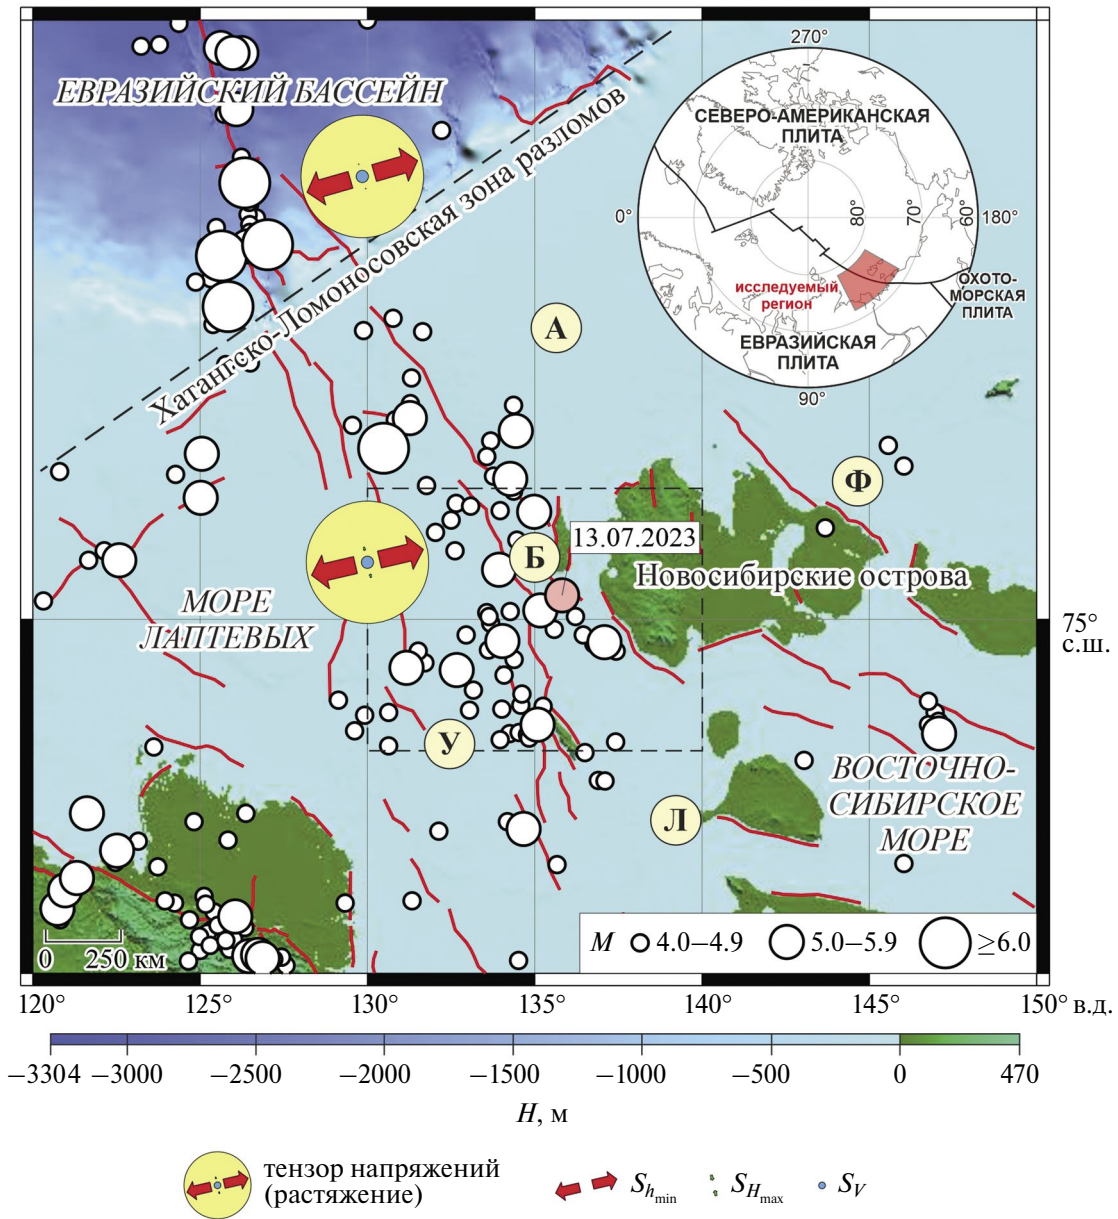 270°
ЕВРАЗИЙСКИЙ БАССЕЙН
СЕВЕРО-АМЕРИКАНСКАЯ
ПЛИТА
Хатангско-Ломоносовская зона разломов
0°
80°
70°
60°
180°
исследуемый
регион
ОХОТО-
МОРСКАЯ
ПЛИТА
ЕВРАЗИЙСКАЯ
ПЛИТА
90°
А
Ф
13.07.2023
Б
Новосибирские острова
МОРЕ
ЛАПТЕВЫХ
75°
с.ш.
У
ВОСТОЧНО-
СИБИРСКОЕ
МОРЕ
Л
0 250 км
M 4.0–4.9 5.0–5.9 ≥6.0
120° 125° 130° 135° 140° 145° 150° в.д.
–3304 –3000 –2500 –2000 –1500 –1000 –500 0 470
H, м
тензор напряжений
(растяжение)
S_hmin S_Hmax S_V